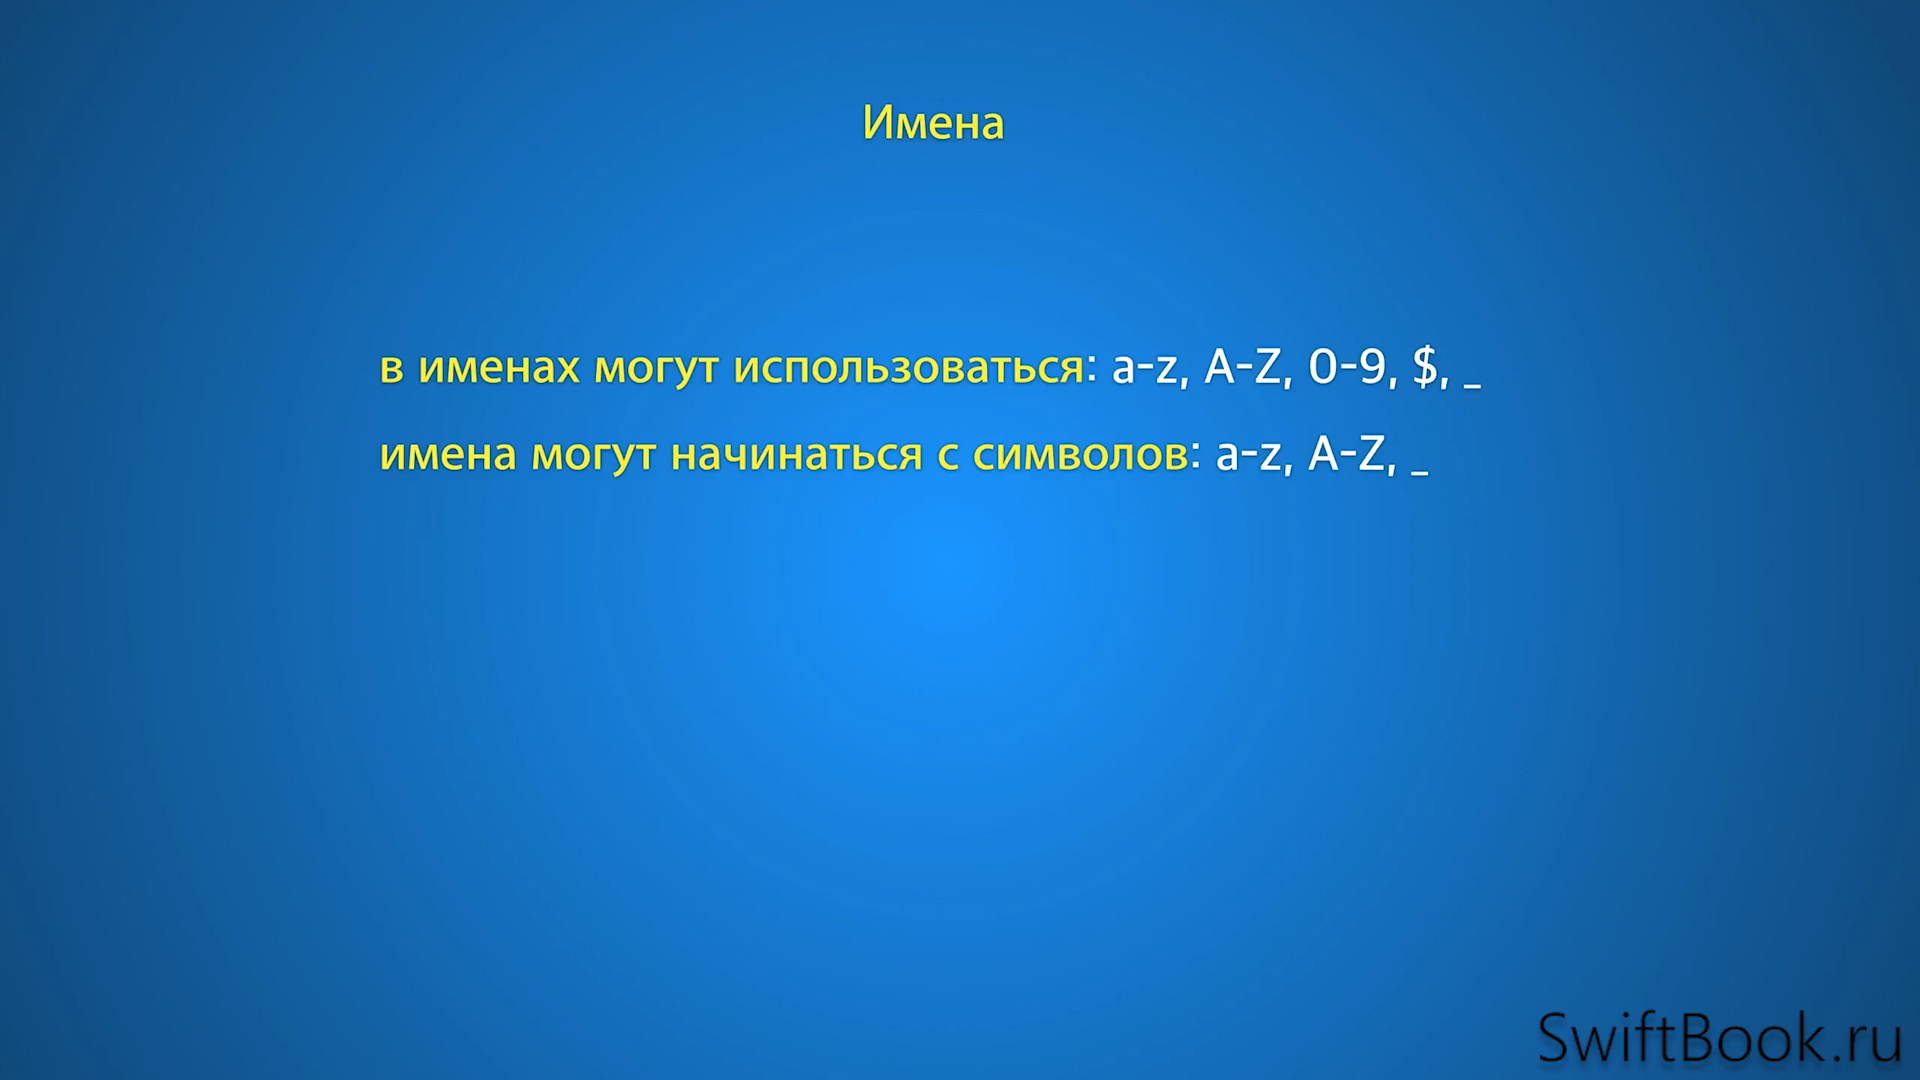 Имена
в именах могут использоваться: a-z, A-Z, 0-9, $, _
имена могут начинаться с символов: a-z, A-Z, _
SwiftBook.ru